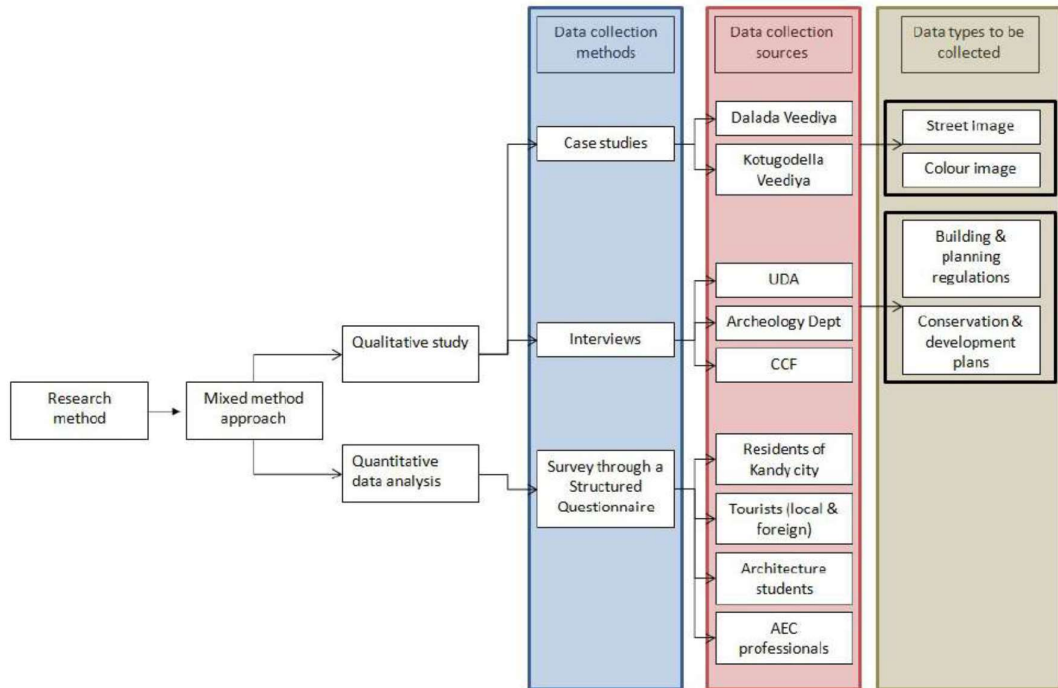 Data collection
methods
Data collection
sources
Data types to be
collected
Case studies
Dalada Veediya
Kotugodella
Veediya
Street Image
Colour image
Building &
planning
regulations
Conservation &
development
plans
UDA
Archeology Dept
CCF
Interviews
Qualitative study
Research
method
Mixed method
approach
Quantitative
data analysis
Survey through a
Structured
Questionnaire
Residents of
Kandy city
Tourists (local &
foreign)
Architecture
students
AEC
professionals